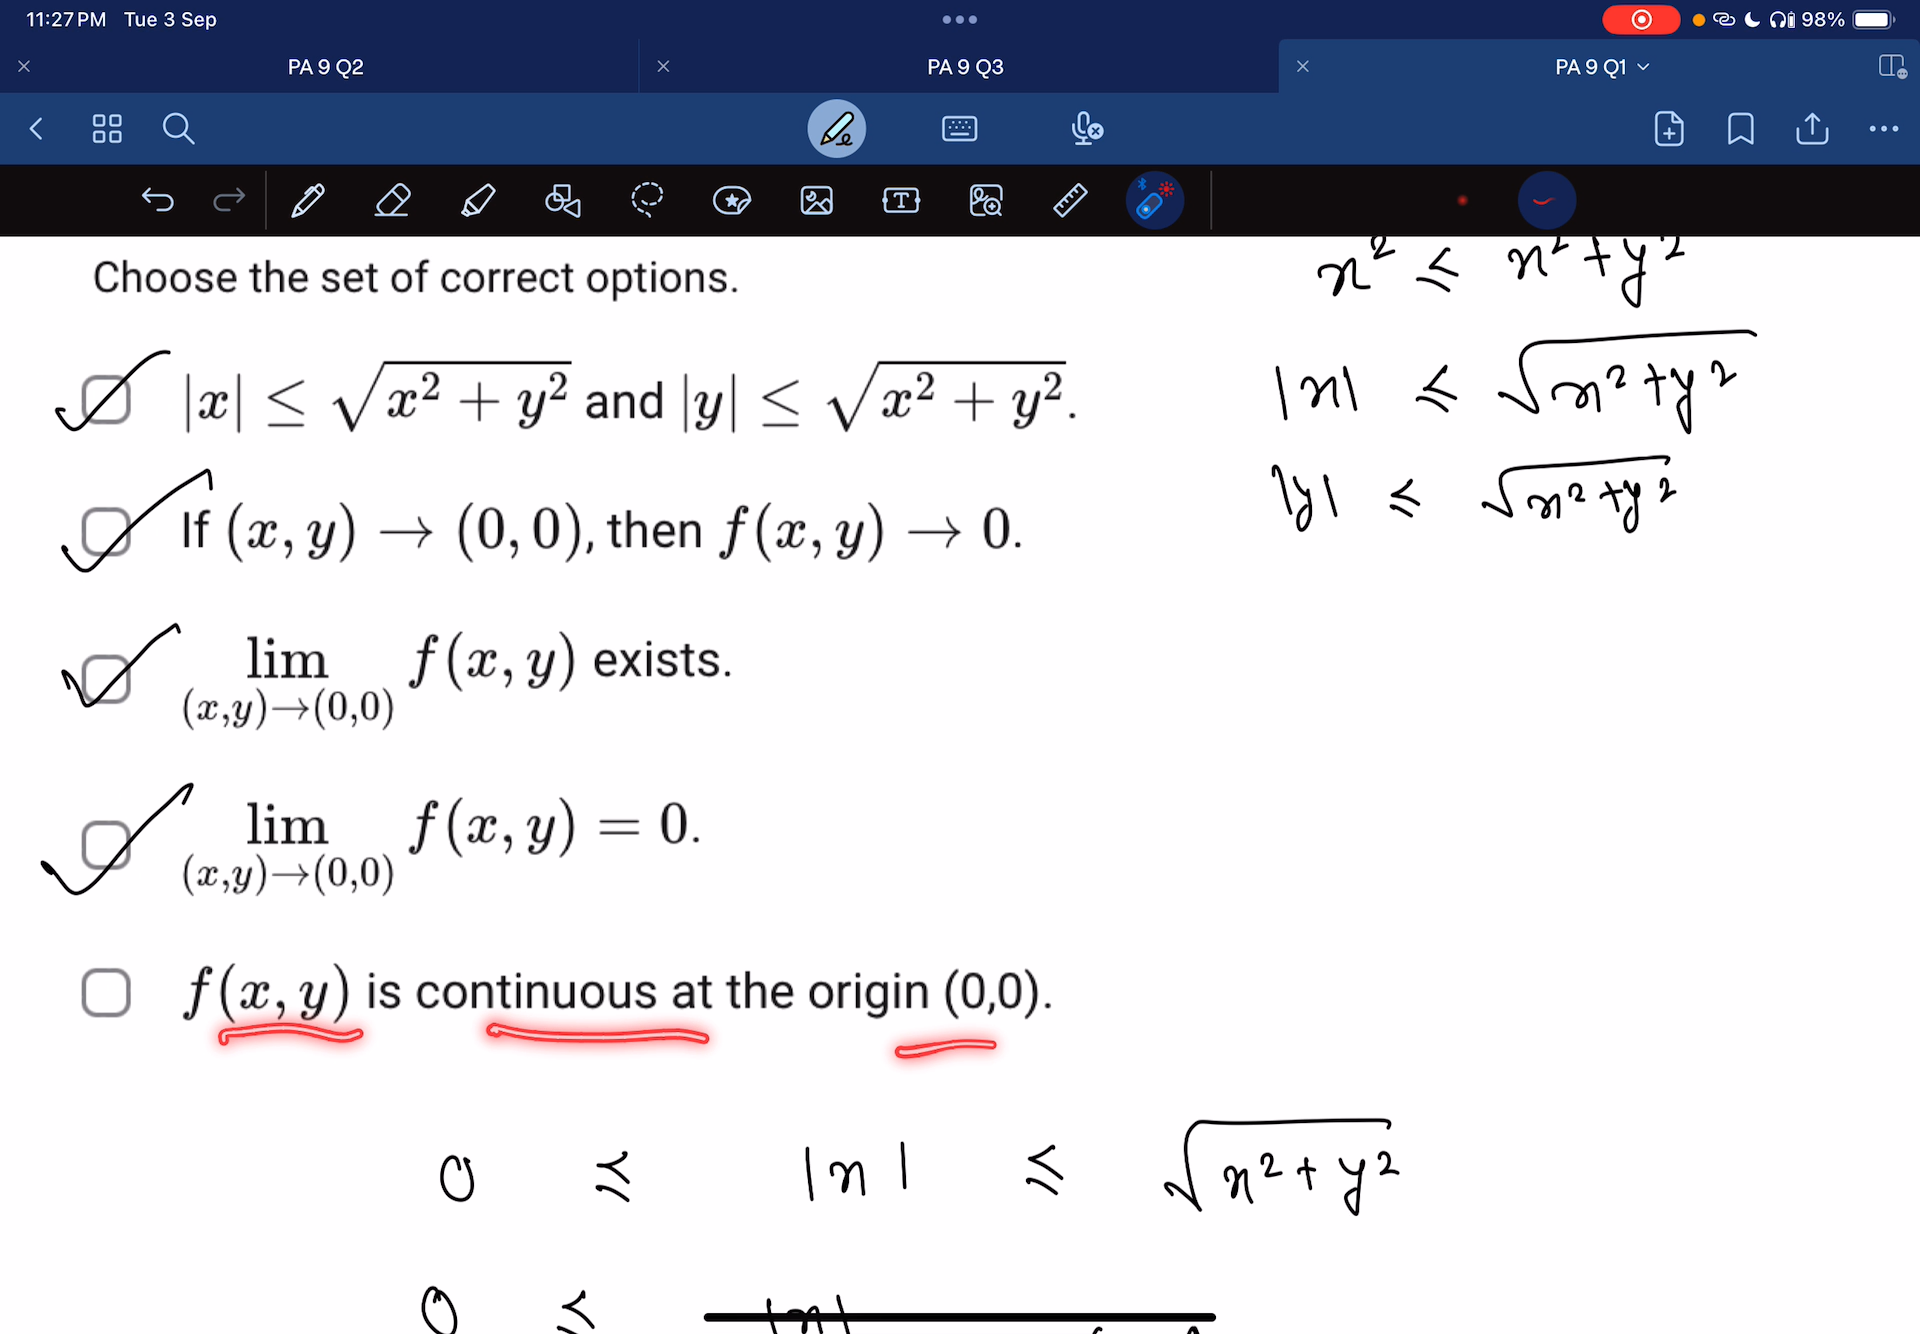 11:27 PM Tue 3 Sep
98%
PA 9 Q2
PA 9 Q3
PA 9 Q1
Choose the set of correct options.
x² ≤ x² + y²
|x| ≤ √(x² + y²) and |y| ≤ √(x² + y²).
|x| ≤ √(x² + y²)
|y| ≤ √(x² + y²)
If (x, y) → (0, 0), then f(x, y) → 0.
lim (x,y)→(0,0) f(x, y) exists.
lim (x,y)→(0,0) f(x, y) = 0.
f(x, y) is continuous at the origin (0,0).
0 ≤ |x| ≤ √(x² + y²)
0 ≤ |x|